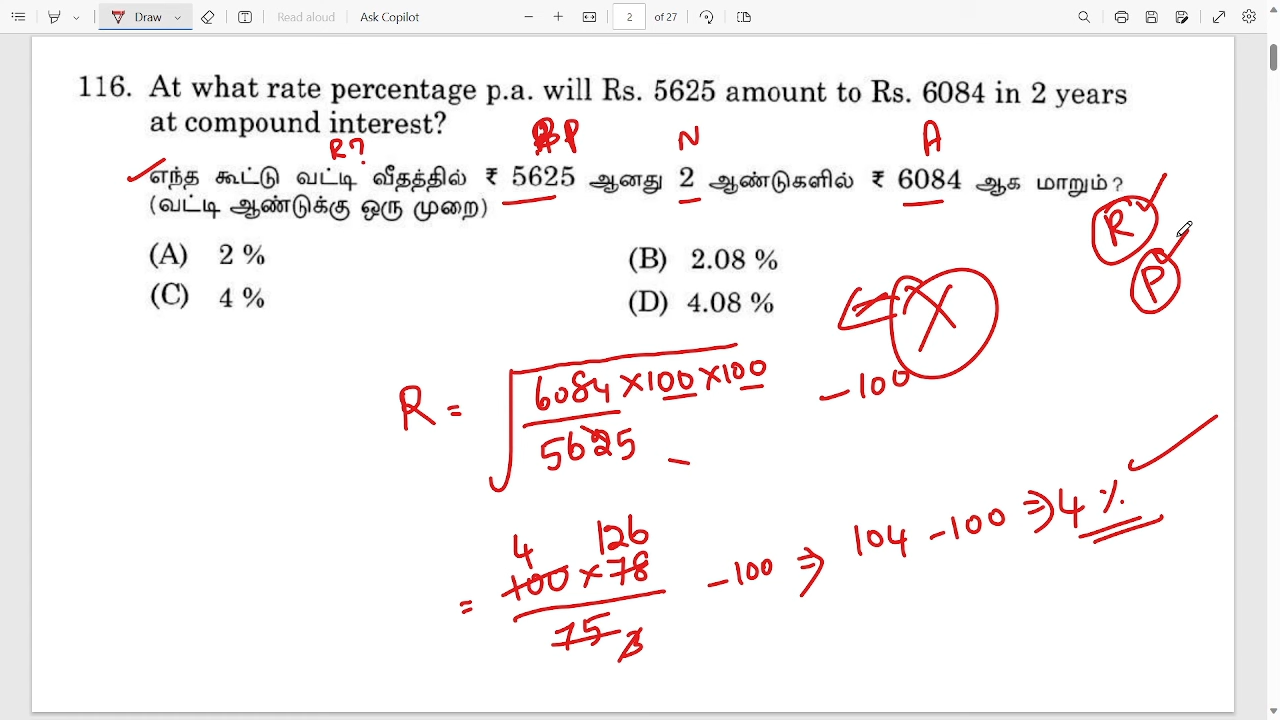 Draw
Read aloud
Ask Copilot
2
of 27
116. At what rate percentage p.a. will Rs. 5625 amount to Rs. 6084 in 2 years
at compound interest?
R? P N A
எந்த கூட்டு வட்டி வீதத்தில் ₹ 5625 ஆனது 2 ஆண்டுகளில் ₹ 6084 ஆக மாறும்?
(வட்டி ஆண்டுக்கு ஒரு முறை)
R
P
(A) 2 %
(B) 2.08 %
(C) 4 %
(D) 4.08 %
R = √ 6084 × 100 × 100 - 100
5625
4 126
= 100 × 78 - 100 ⇒ 104 - 100 ⇒ 4 %
75 3